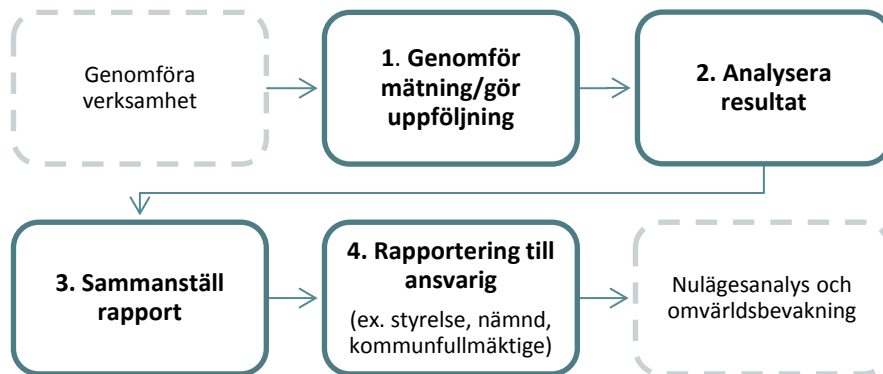 Genomföra
verksamhet
1. Genomför
mätning/gör
uppföljning
2. Analysera
resultat
3. Sammanställ
rapport
4. Rapportering till
ansvarig
(ex. styrelse, nämnd,
kommunfullmäktige)
Nulägesanalys och
omvärldsbevakning